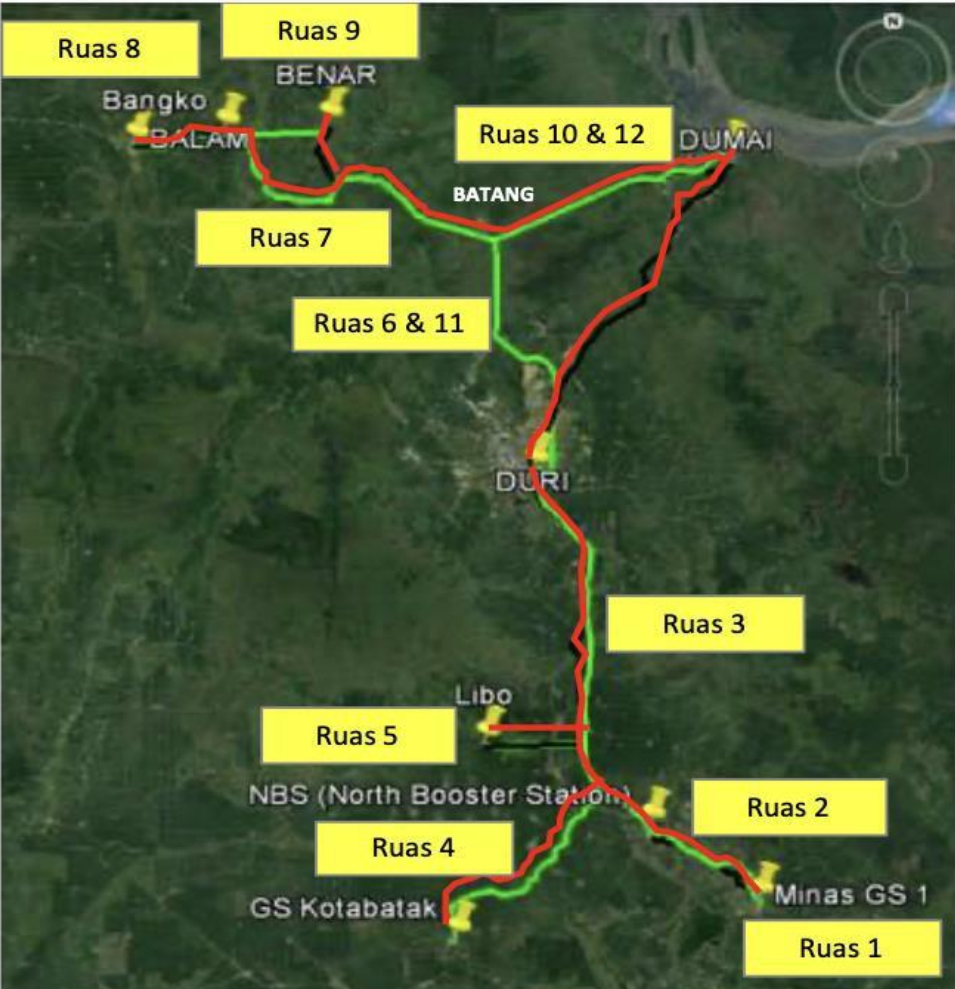 N
Ruas 9
Ruas 8
BENAR
Bangko
BALAM
Ruas 10 & 12
DUMAI
BATANG
Ruas 7
Ruas 6 & 11
DURI
Ruas 3
Libo
Ruas 5
NBS (North Booster Station)
Ruas 2
Ruas 4
Minas GS 1
GS Kotabatak
Ruas 1